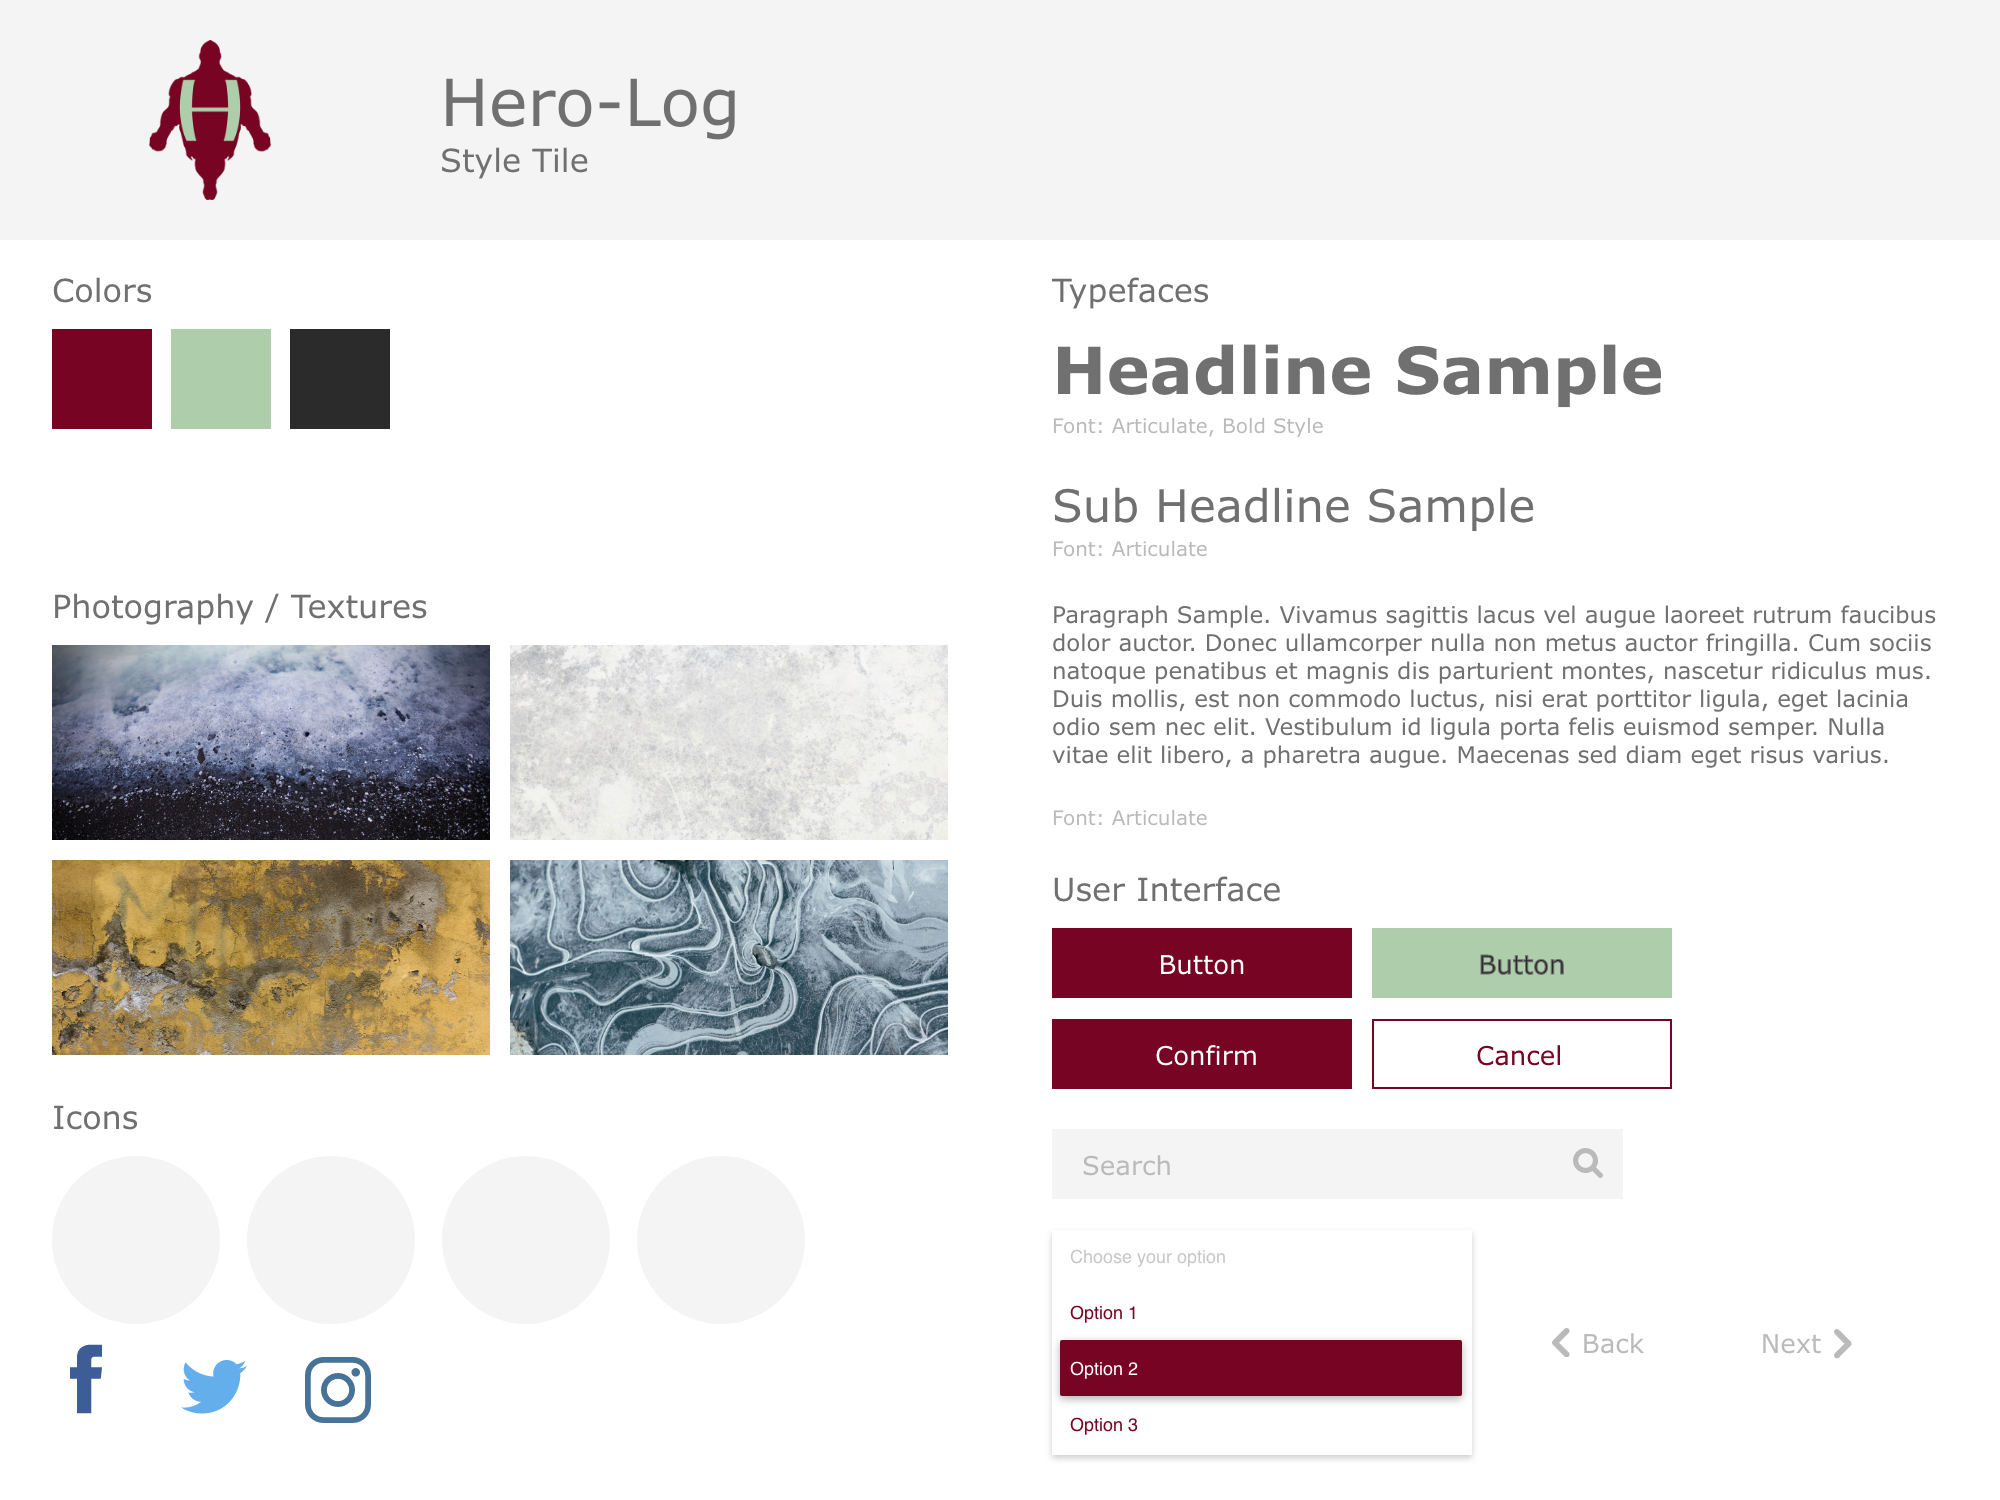 Hero-Log
Style Tile
Colors
Photography / Textures
Icons
Typefaces
Headline Sample
Font: Articulate, Bold Style
Sub Headline Sample
Font: Articulate
Paragraph Sample. Vivamus sagittis lacus vel augue laoreet rutrum faucibus
dolor auctor. Donec ullamcorper nulla non metus auctor fringilla. Cum sociis
natoque penatibus et magnis dis parturient montes, nascetur ridiculus mus.
Duis mollis, est non commodo luctus, nisi erat porttitor ligula, eget lacinia
odio sem nec elit. Vestibulum id ligula porta felis euismod semper. Nulla
vitae elit libero, a pharetra augue. Maecenas sed diam eget risus varius.
Font: Articulate
User Interface
Button
Button
Confirm
Cancel
Search
Choose your option
Option 1
Option 2
Option 3
Back
Next